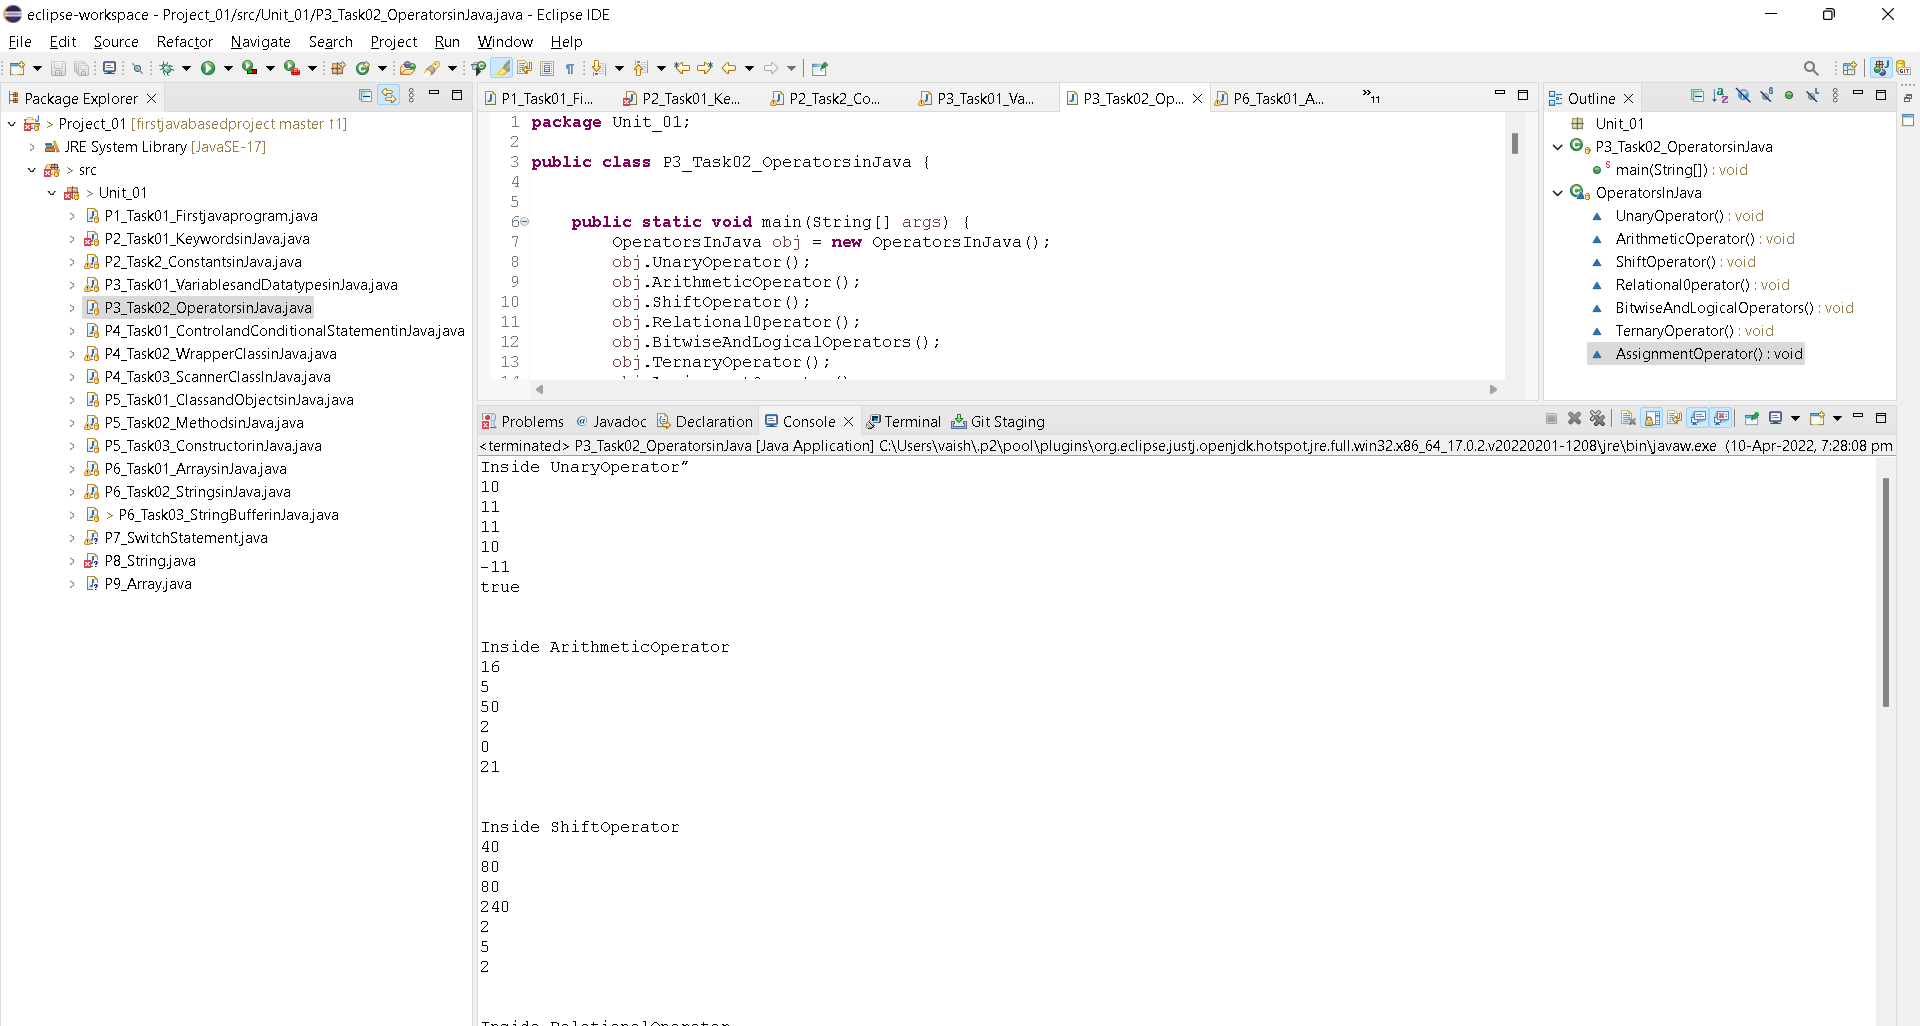 eclipse-workspace - Project_01/src/Unit_01/P3_Task02_OperatorsinJava.java - Eclipse IDE
File Edit Source Refactor Navigate Search Project Run Window Help
Package Explorer
> Project_01 [firstjavabasedproject master ↑1]
JRE System Library [JavaSE-17]
> src
> Unit_01
P1_Task01_Firstjavaprogram.java
P2_Task01_KeywordsinJava.java
P2_Task2_ConstantsinJava.java
P3_Task01_VariablesandDatatypesinJava.java
P3_Task02_OperatorsinJava.java
P4_Task01_ControlandConditionalStatementinJava.java
P4_Task02_WrapperClassinJava.java
P4_Task03_ScannerClassInJava.java
P5_Task01_ClassandObjectsinJava.java
P5_Task02_MethodsinJava.java
P5_Task03_ConstructorinJava.java
P6_Task01_ArraysinJava.java
P6_Task02_StringsinJava.java
> P6_Task03_StringBufferinJava.java
P7_SwitchStatement.java
P8_String.java
P9_Array.java
P1_Task01_Fi... P2_Task01_Ke... P2_Task2_Co... P3_Task01_Va... P3_Task02_Op... P6_Task01_A... »11
1 package Unit_01;
2
3 public class P3_Task02_OperatorsinJava {
4
5
6 public static void main(String[] args) {
7 OperatorsInJava obj = new OperatorsInJava();
8 obj.UnaryOperator();
9 obj.ArithmeticOperator();
10 obj.ShiftOperator();
11 obj.Relational0perator();
12 obj.BitwiseAndLogicalOperators();
13 obj.TernaryOperator();
Outline
Unit_01
P3_Task02_OperatorsinJava
main(String[]) : void
OperatorsInJava
UnaryOperator() : void
ArithmeticOperator() : void
ShiftOperator() : void
Relational0perator() : void
BitwiseAndLogicalOperators() : void
TernaryOperator() : void
AssignmentOperator() : void
Problems @ Javadoc Declaration Console Terminal Git Staging
<terminated> P3_Task02_OperatorsinJava [Java Application] C:\Users\vaish\.p2\pool\plugins\org.eclipse.justj.openjdk.hotspot.jre.full.win32.x86_64_17.0.2.v20220201-1208\jre\bin\javaw.exe (10-Apr-2022, 7:28:08 pm
Inside UnaryOperator”
10
11
11
10
-11
true
Inside ArithmeticOperator
16
5
50
2
0
21
Inside ShiftOperator
40
80
80
240
2
5
2